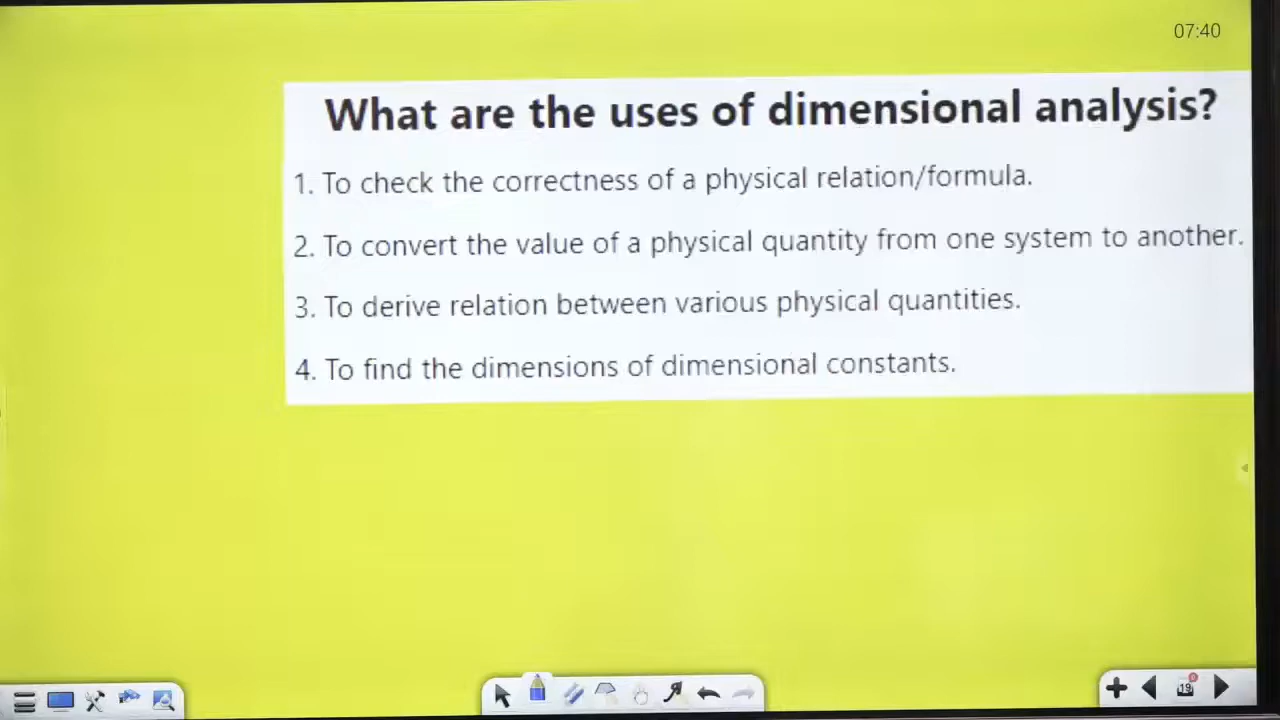 07:40
What are the uses of dimensional analysis?
1. To check the correctness of a physical relation/formula.
2. To convert the value of a physical quantity from one system to another.
3. To derive relation between various physical quantities.
4. To find the dimensions of dimensional constants.
19